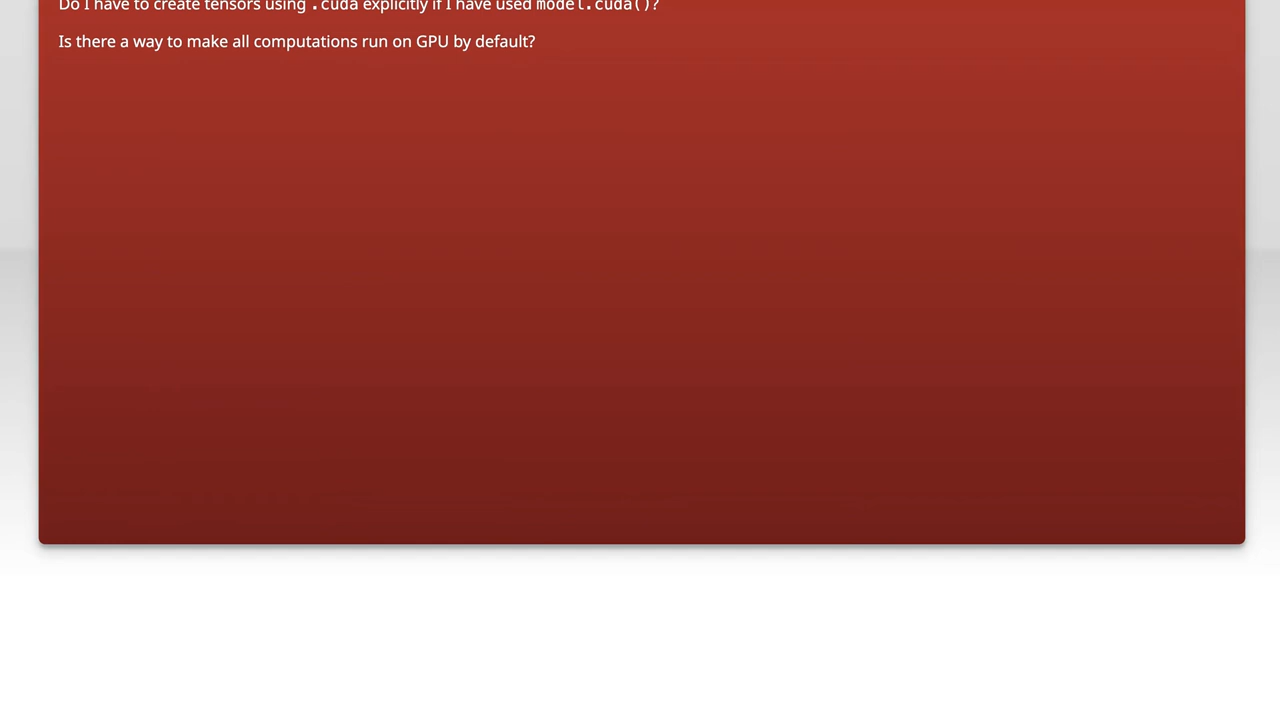 Do I have to create tensors using .cuda explicitly if I have used model.cuda()?
Is there a way to make all computations run on GPU by default?